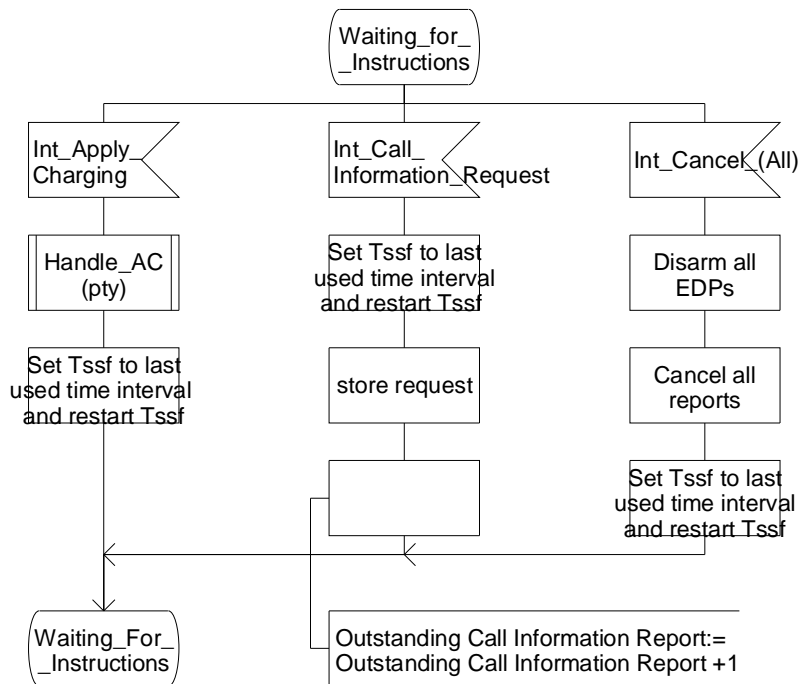 Waiting_for_
_Instructions
Int_Apply_
Charging
Int_Call_
Information_Request
Int_Cancel_(All)
Handle_AC
(pty)
Set Tssf to last
used time interval
and restart Tssf
Disarm all
EDPs
Set Tssf to last
used time interval
and restart Tssf
store request
Cancel all
reports
Set Tssf to last
used time interval
and restart Tssf
Waiting_For_
_Instructions
Outstanding Call Information Report:=
Outstanding Call Information Report +1